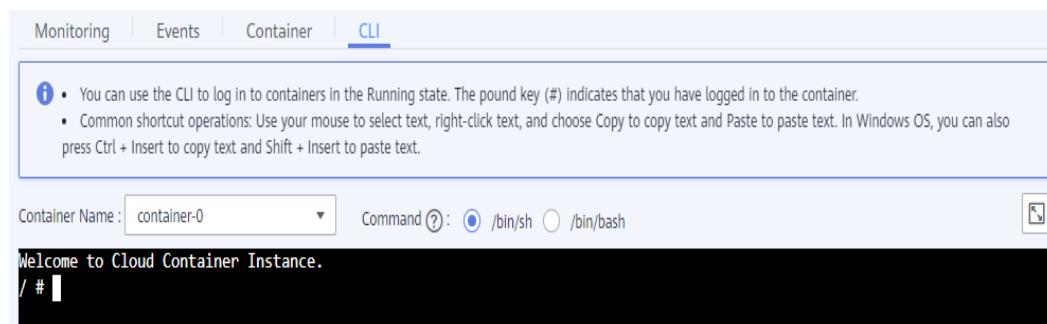 Monitoring Events Container CLI
• You can use the CLI to log in to containers in the Running state. The pound key (#) indicates that you have logged in to the container.
• Common shortcut operations: Use your mouse to select text, right-click text, and choose Copy to copy text and Paste to paste text. In Windows OS, you can also
press Ctrl + Insert to copy text and Shift + Insert to paste text.
Container Name : container-0 Command ? : /bin/sh /bin/bash
Welcome to Cloud Container Instance.
/ #